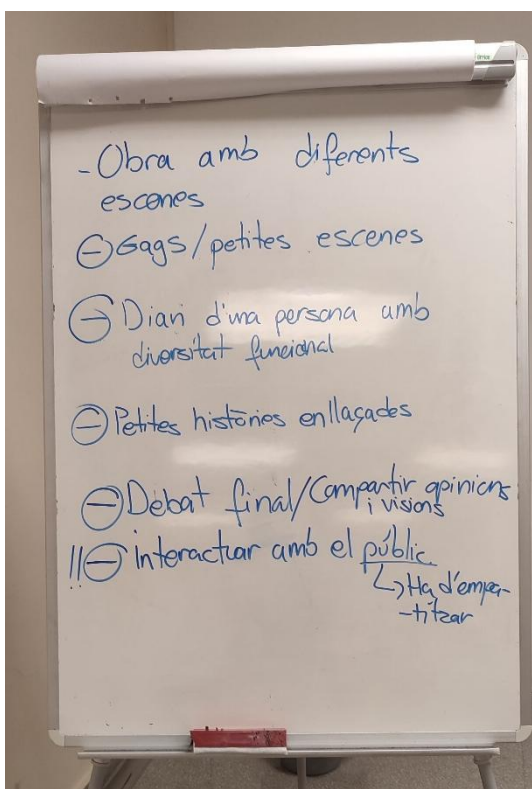 - Obra amb diferents
escenes
⊖ Gags/petites escenes
⊖ Diari d'una persona amb
diversitat funcional
⊖ Petites històries enllaçades
⊖ Debat final/Compartir opinions
i visions
!!⊖ interactuar amb el públic
↳ Ha d'empa-
-titzar